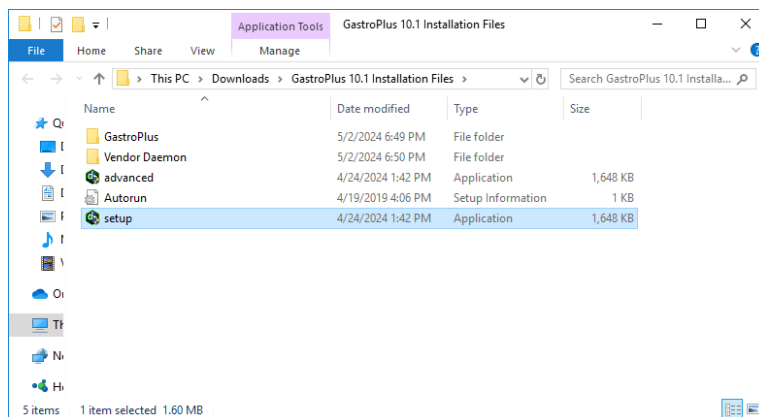 Application Tools GastroPlus 10.1 Installation Files
File Home Share View Manage
This PC > Downloads > GastroPlus 10.1 Installation Files > Search GastroPlus 10.1 Installa...
Name Date modified Type Size
GastroPlus 5/2/2024 6:49 PM File folder
Vendor Daemon 5/2/2024 6:50 PM File folder
advanced 4/24/2024 1:42 PM Application 1,648 KB
Autorun 4/19/2019 4:06 PM Setup Information 1 KB
setup 4/24/2024 1:42 PM Application 1,648 KB
5 items 1 item selected 1.60 MB